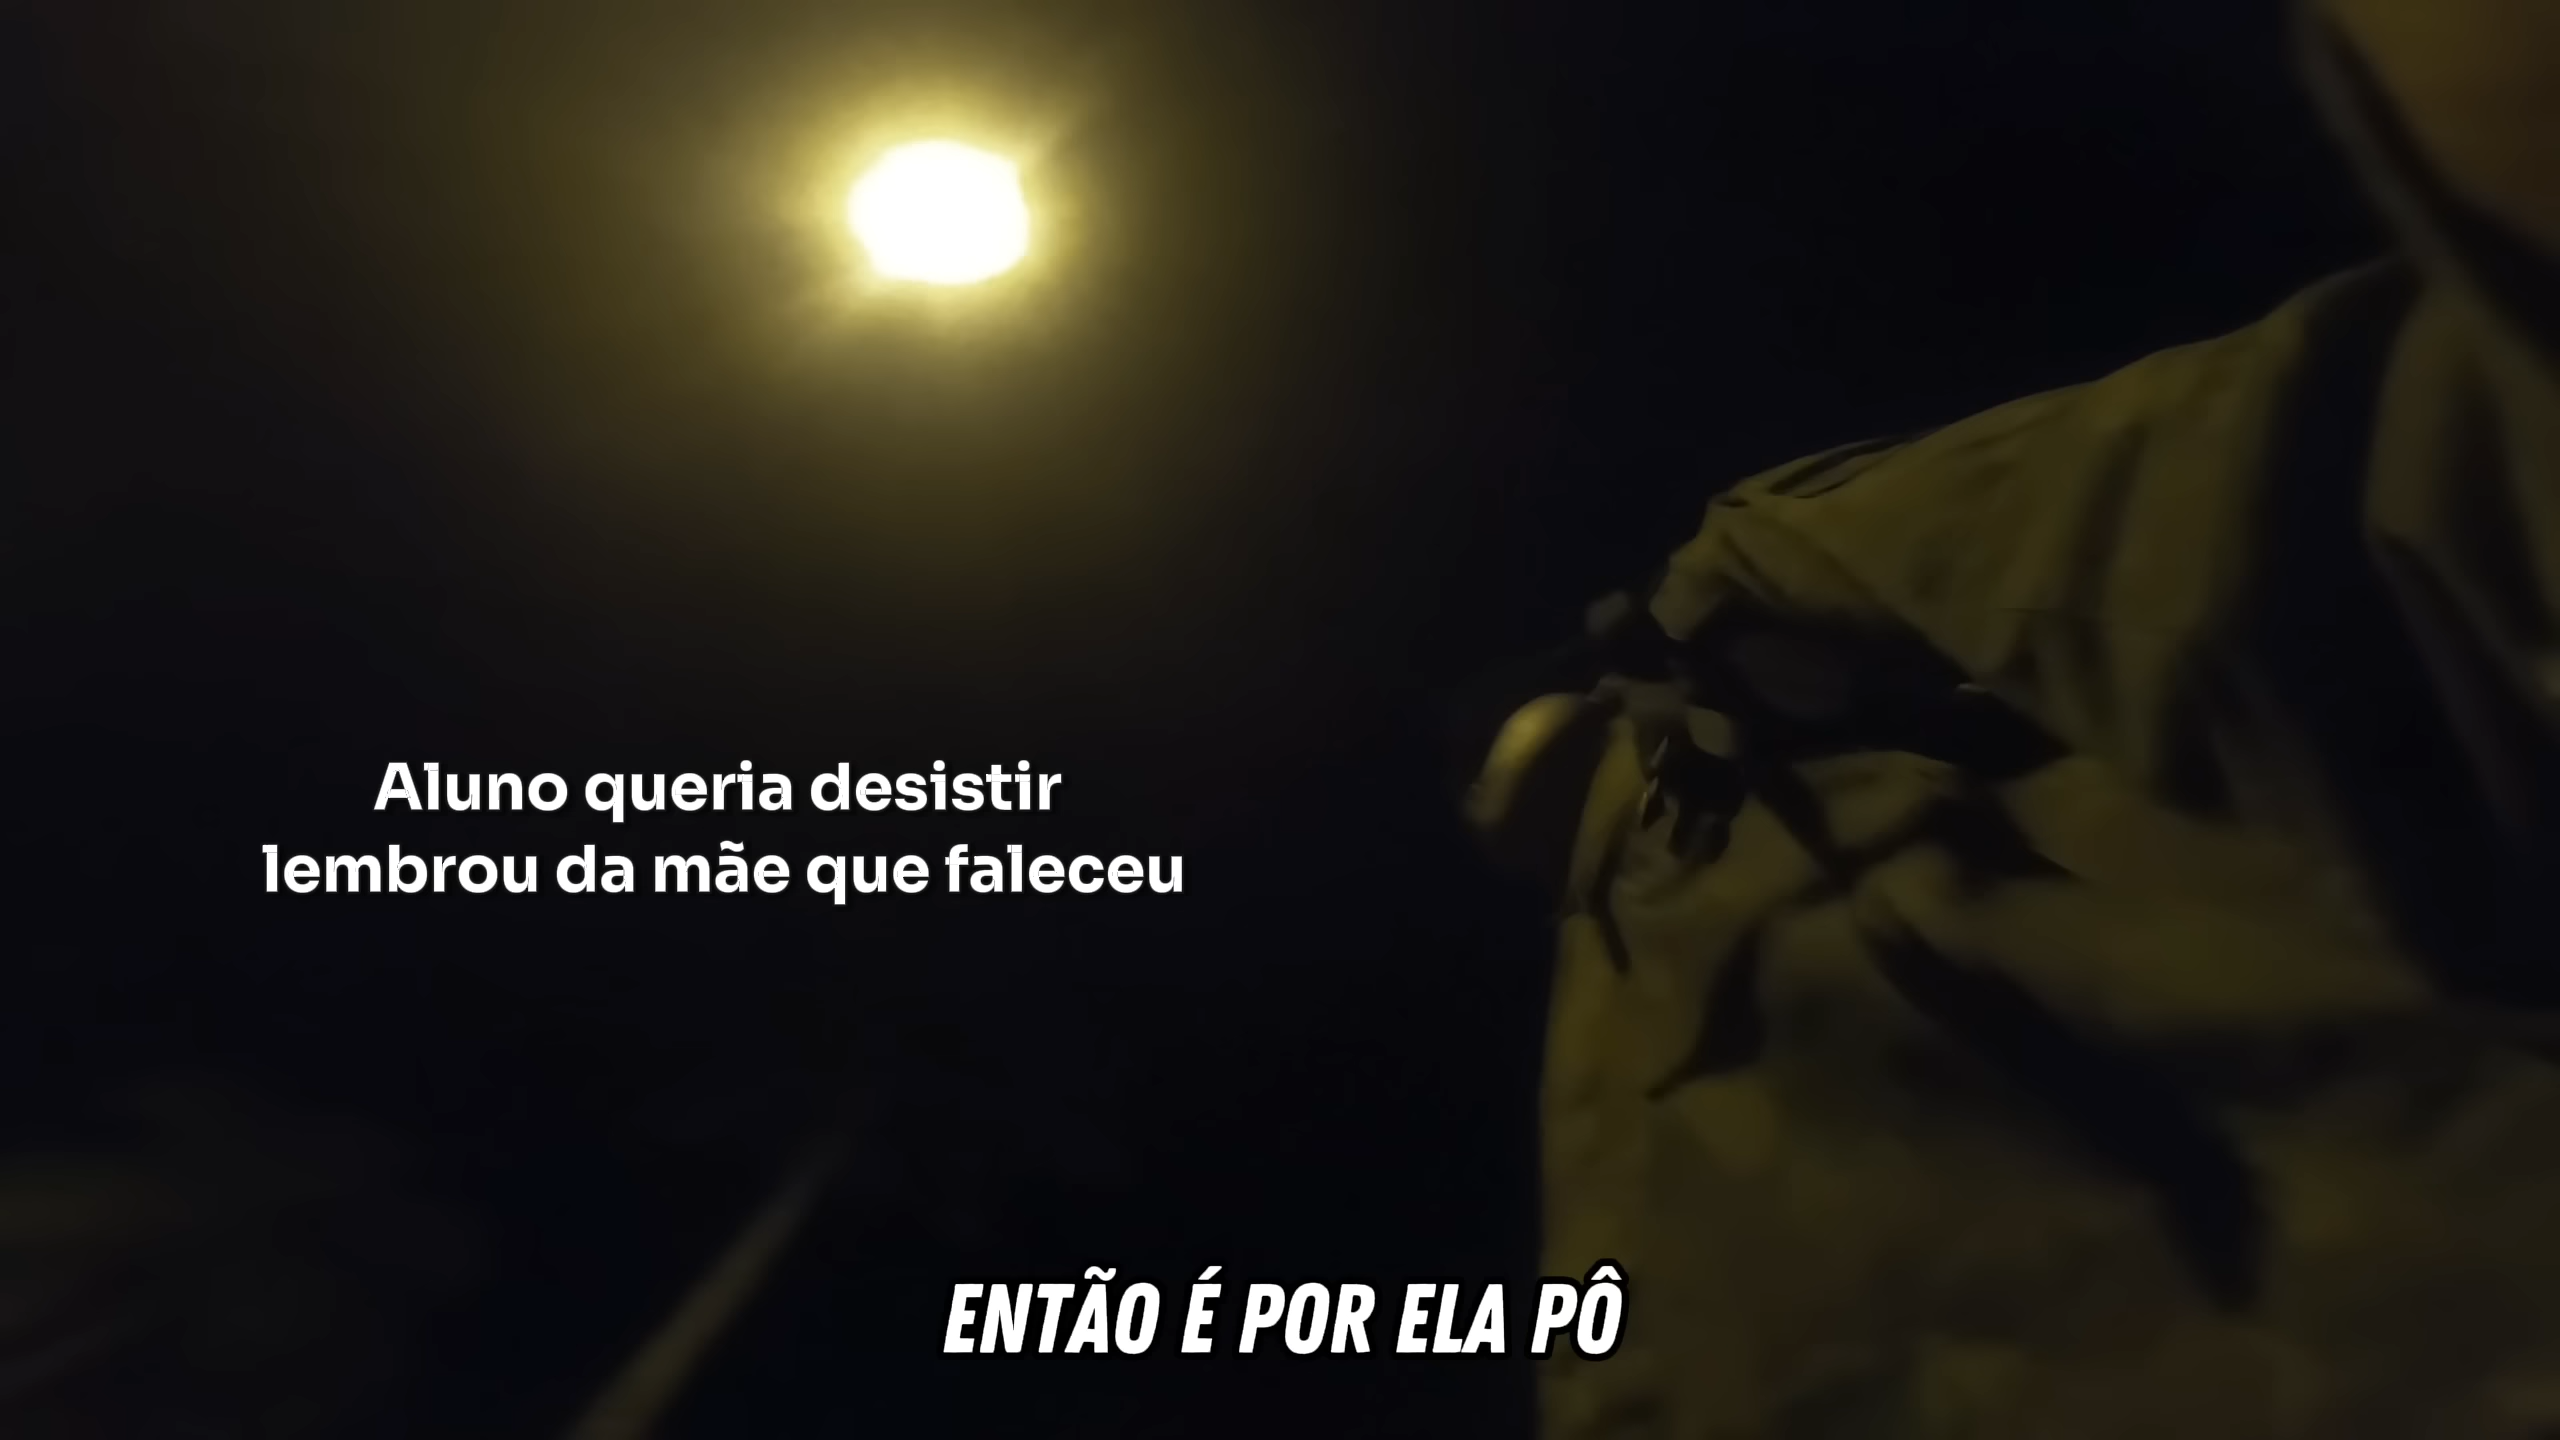 Aluno queria desistir
lembrou da mãe que faleceu
ENTÃO É POR ELA PÔ